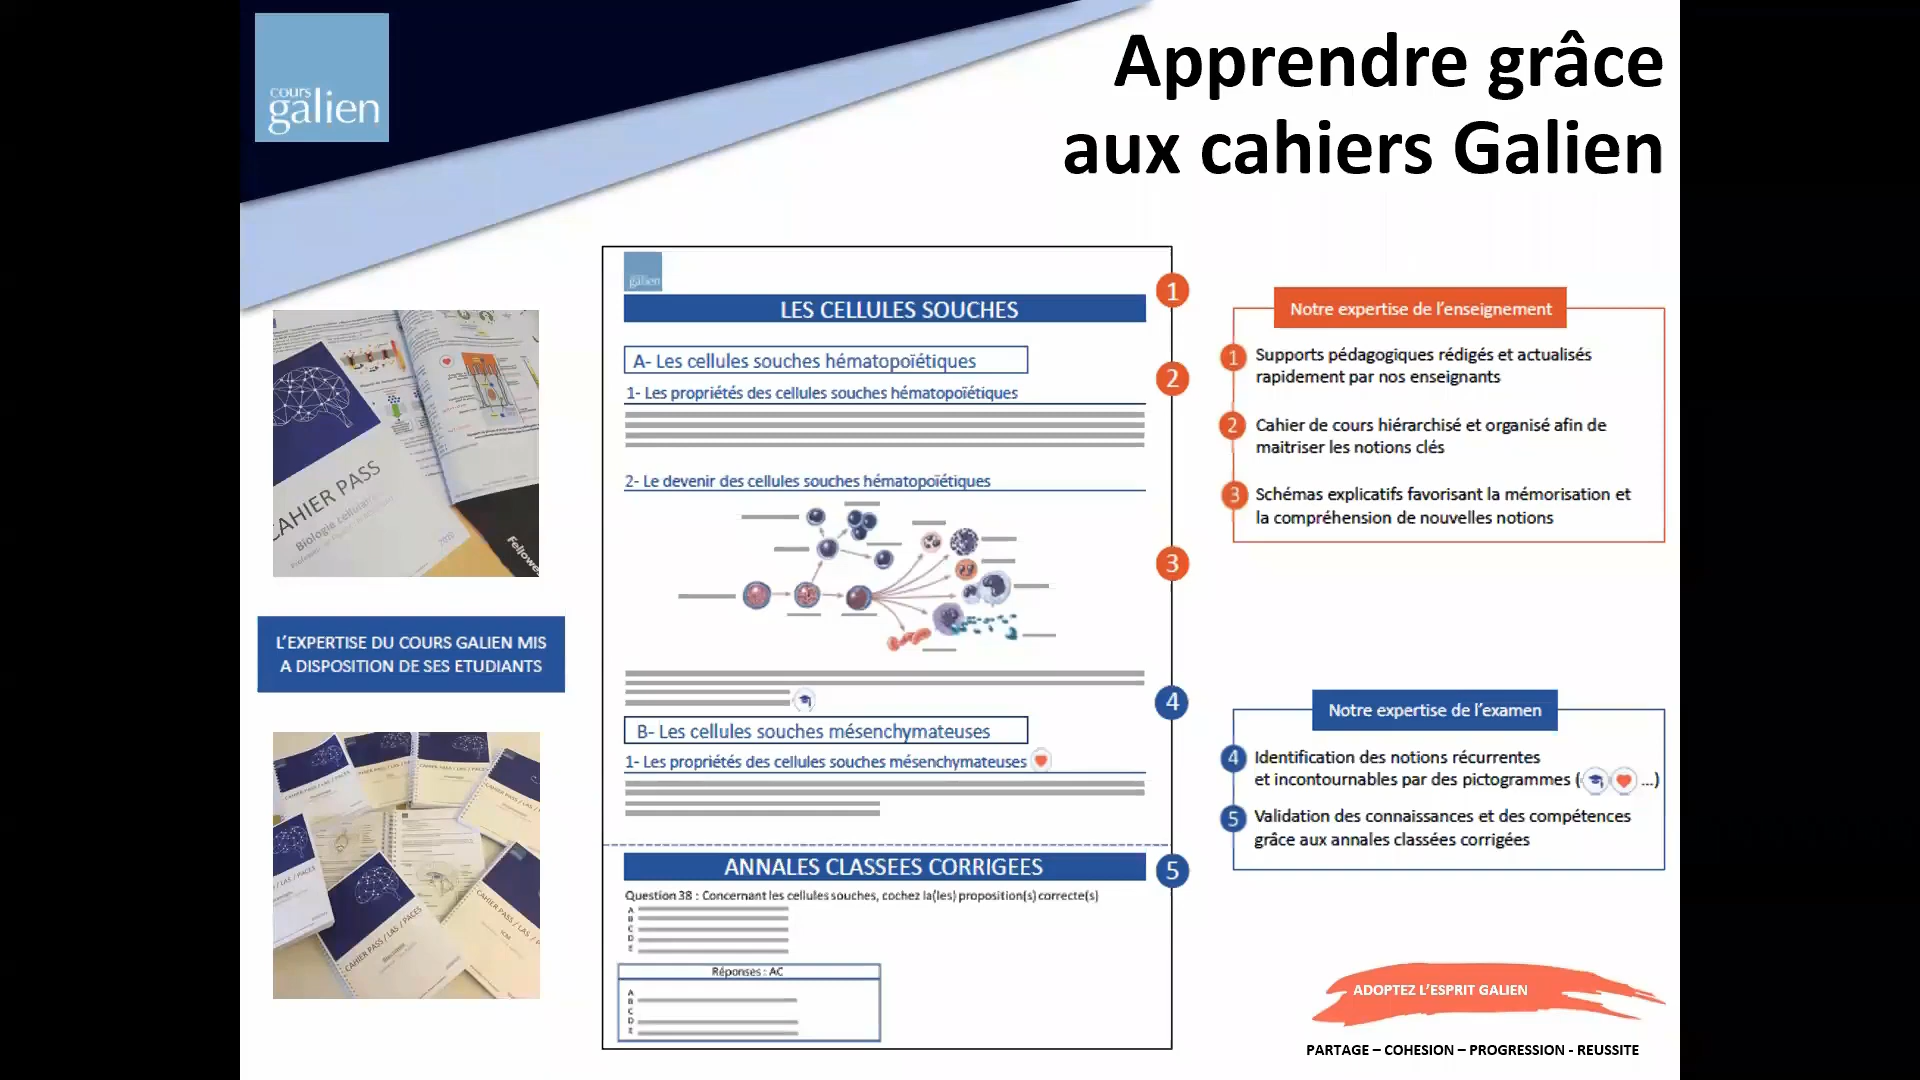 cours
galien
Apprendre grâce
aux cahiers Galien
CAHIER PASS
Biologie cellulaire
Fellowes
L'EXPERTISE DU COURS GALIEN MIS
A DISPOSITION DE SES ETUDIANTS
CAHIER PASS / LAS / PACES
galien
LES CELLULES SOUCHES
A- Les cellules souches hématopoïétiques
1- Les propriétés des cellules souches hématopoïétiques
2- Le devenir des cellules souches hématopoïétiques
B- Les cellules souches mésenchymateuses
1- Les propriétés des cellules souches mésenchymateuses
ANNALES CLASSEES CORRIGEES
Question 38 : Concernant les cellules souches, cochez la(les) proposition(s) correcte(s)
A
B
C
D
E
Réponses : AC
A
B
C
D
E
1
2
3
4
5
Notre expertise de l'enseignement
1 Supports pédagogiques rédigés et actualisés
rapidement par nos enseignants
2 Cahier de cours hiérarchisé et organisé afin de
maitriser les notions clés
3 Schémas explicatifs favorisant la mémorisation et
la compréhension de nouvelles notions
Notre expertise de l'examen
4 Identification des notions récurrentes
et incontournables par des pictogrammes ( ...)
5 Validation des connaissances et des compétences
grâce aux annales classées corrigées
ADOPTEZ L'ESPRIT GALIEN
PARTAGE – COHESION – PROGRESSION - REUSSITE